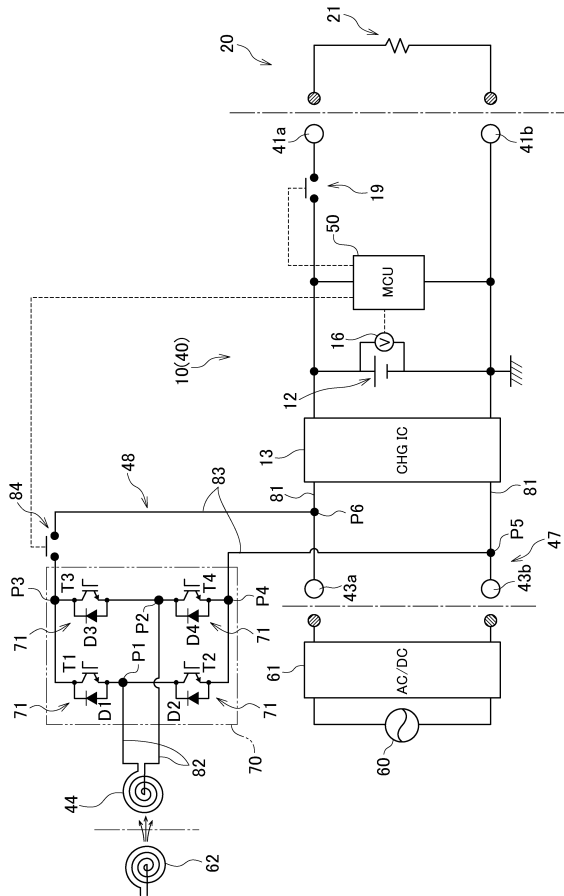 20
21
41a
41b
19
50
MCU
16
V
12
10(40)
13
CHG IC
81
81
83
48
84
P6
P5
47
43a
43b
P3
T3
D3
P2
T4
D4
P4
71
71
T1
D1
P1
T2
D2
71
71
70
82
44
62
61
AC/DC
60